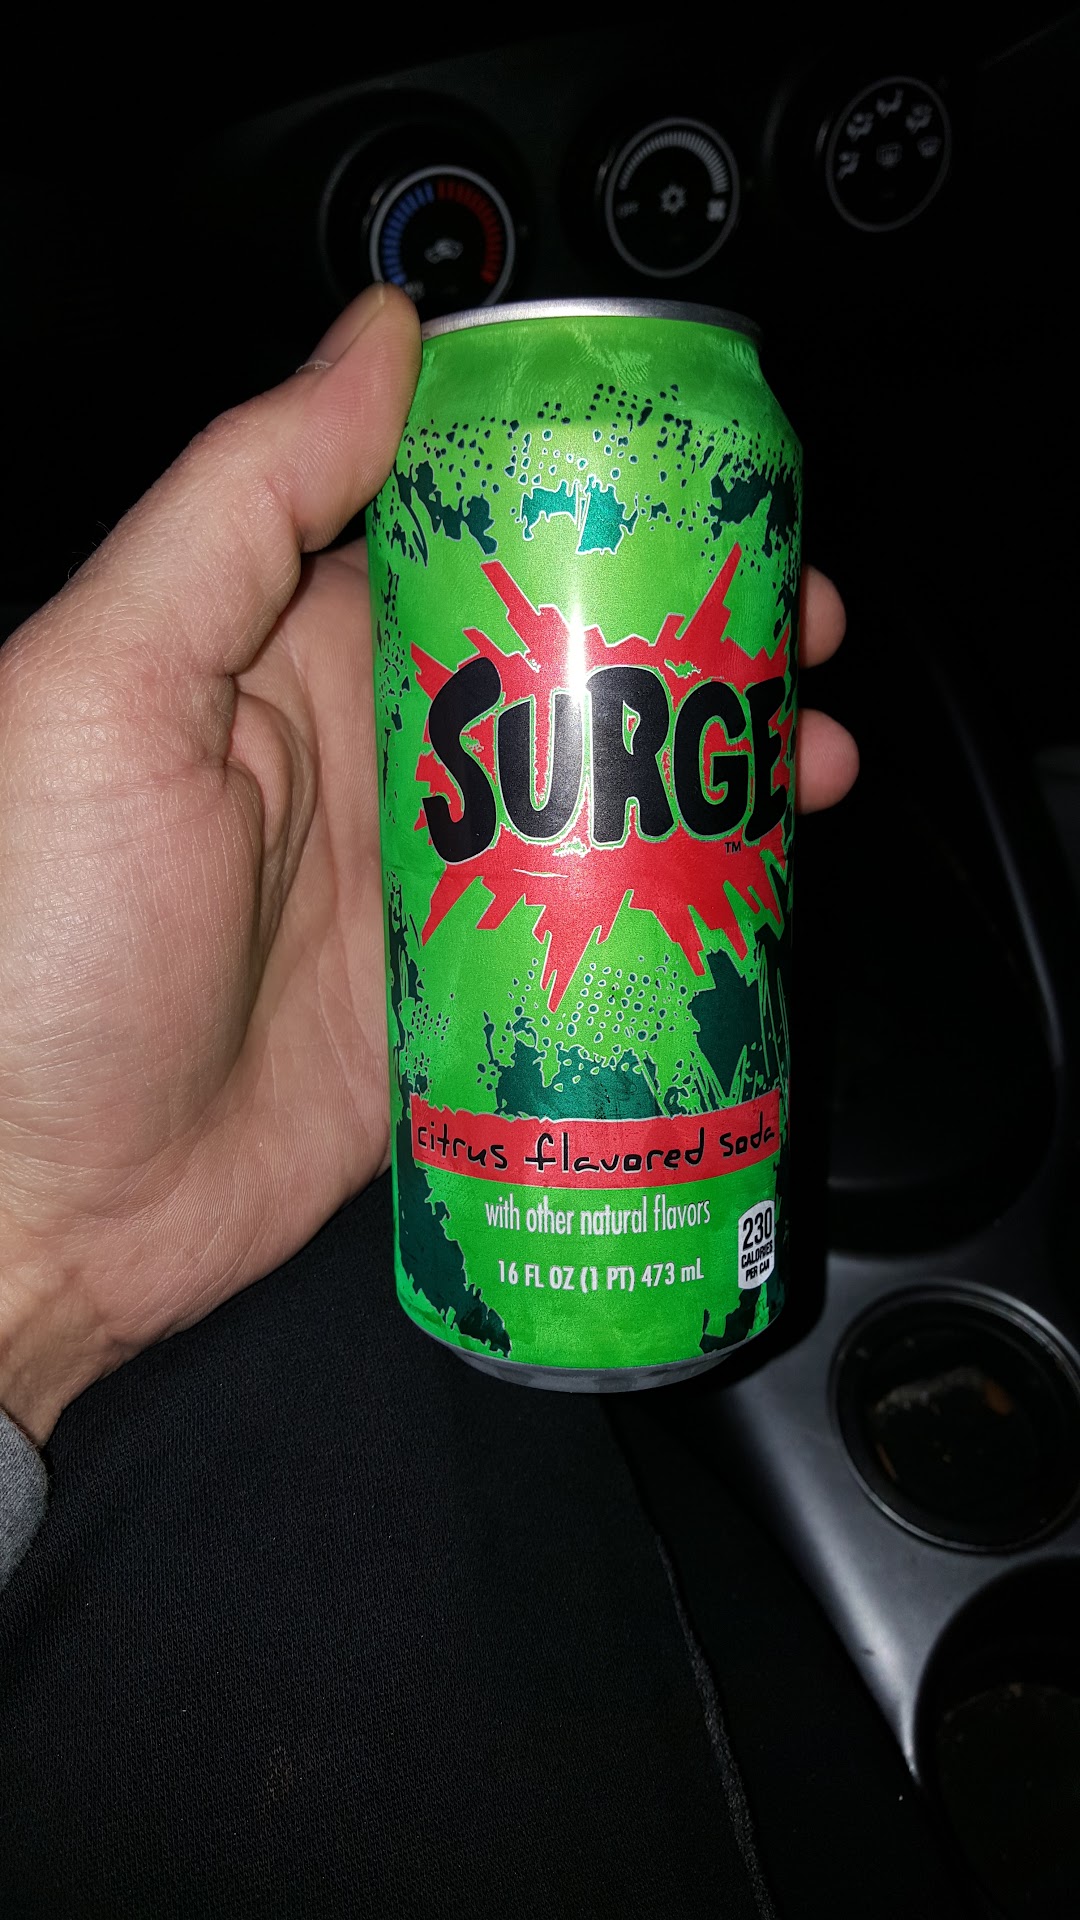 OFF
SURGE
TM
citrus flavored soda
with other natural flavors
230
CALORIES
PER CAN
16 FL OZ (1 PT) 473 mL